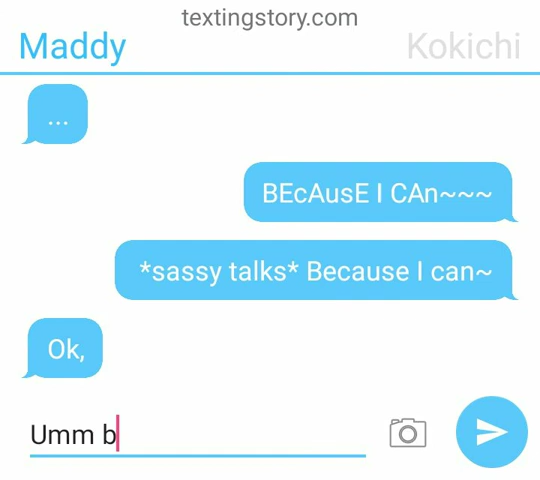 textingstory.com
Maddy
Kokichi
...
BEcAusE I CAn~~~
*sassy talks* Because I can~
Ok,
Umm b